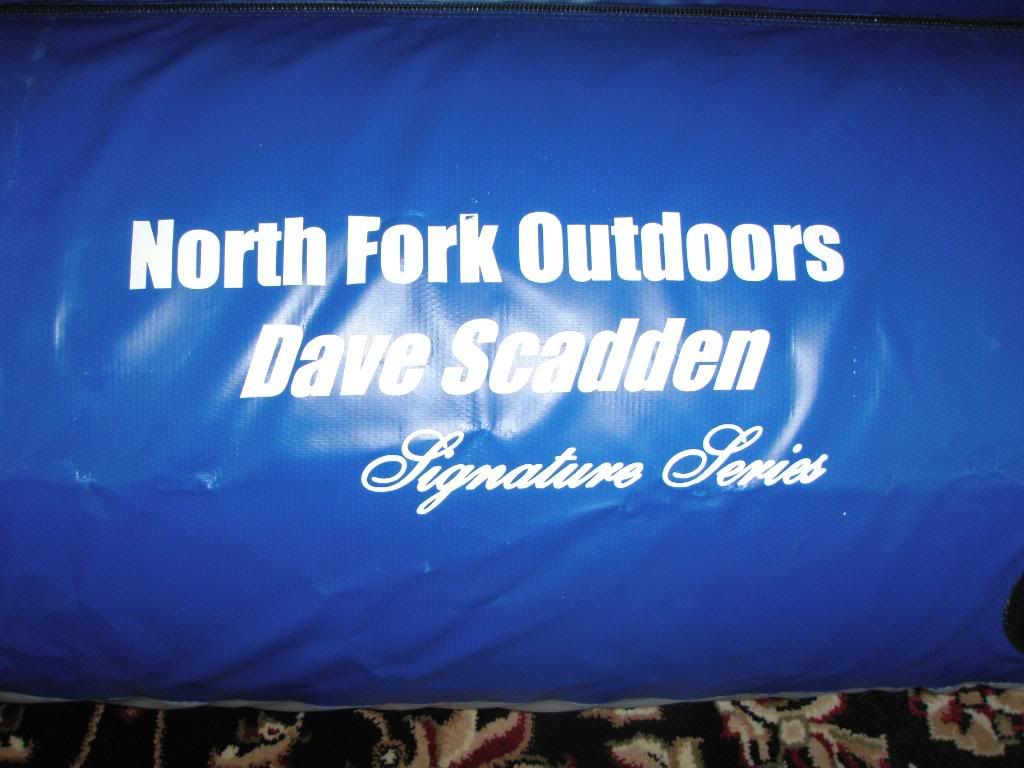 North Fork Outdoors
Dave Scadden
Signature Series